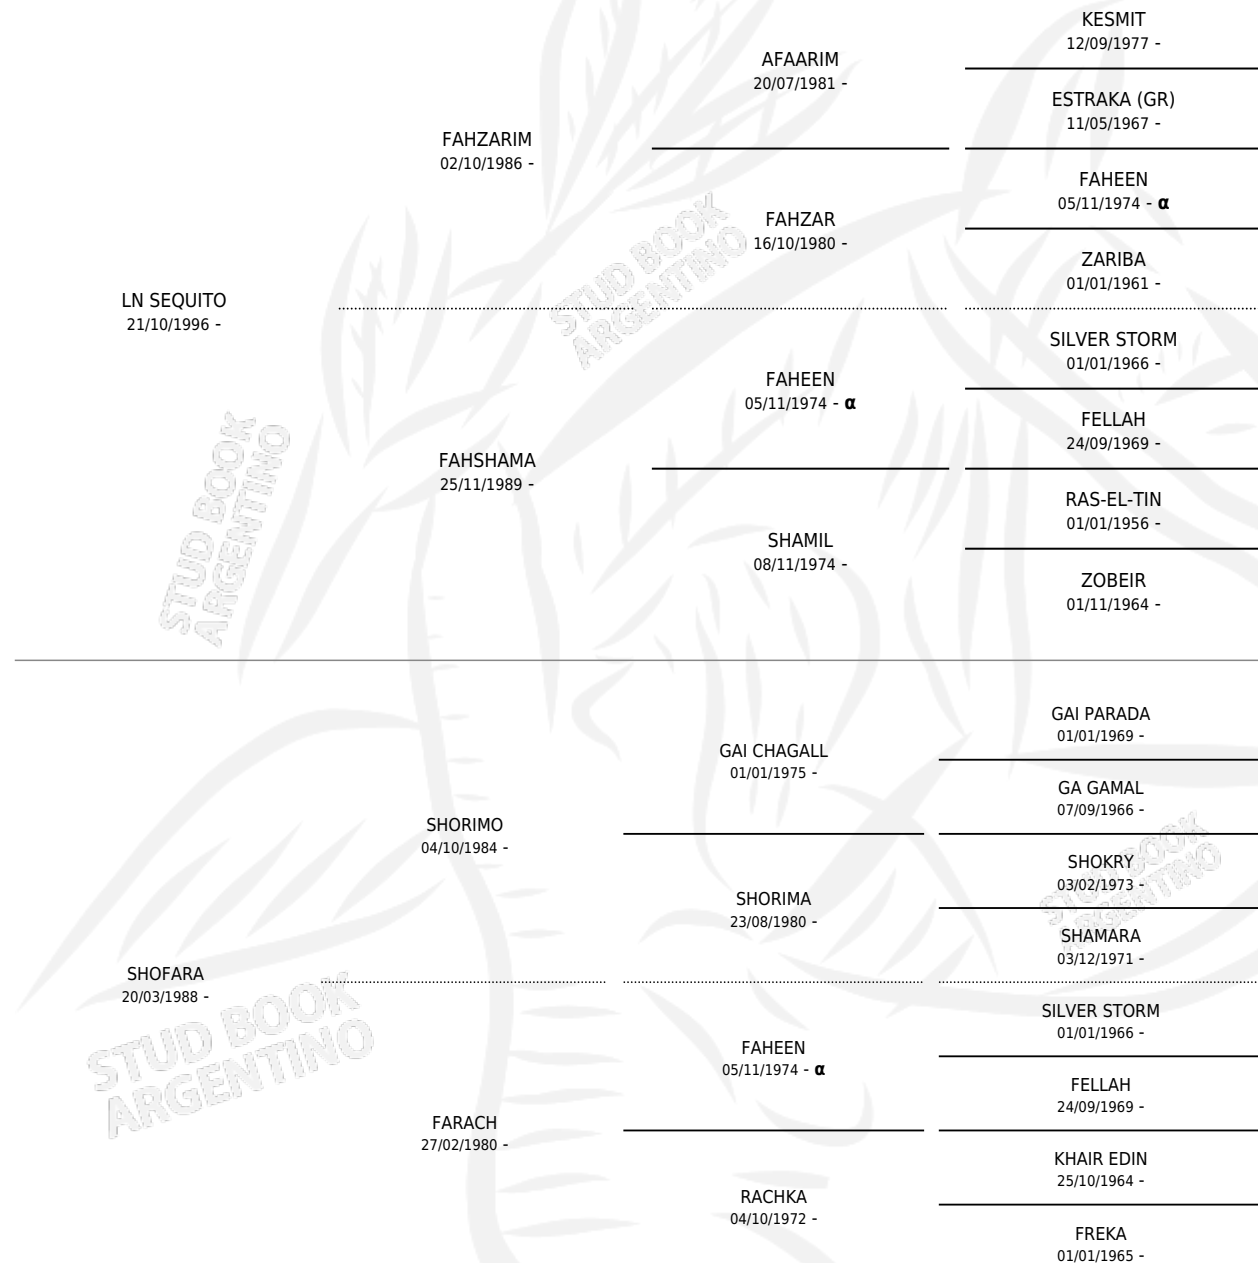 KESMIT
12/09/1977 -
AFAARIM
20/07/1981 -
ESTRAKA (GR)
11/05/1967 -
FAHZARIM
02/10/1986 -
FAHEEN
05/11/1974 - α
FAHZAR
16/10/1980 -
ZARIBA
01/01/1961 -
STUD BOOK
ARGENTINO
LN SEQUITO
21/10/1996 -
SILVER STORM
01/01/1966 -
FAHEEN
05/11/1974 - α
FELLAH
24/09/1969 -
STUD BOOK
ARGENTINO
FAHSHAMA
25/11/1989 -
RAS-EL-TIN
01/01/1956 -
SHAMIL
08/11/1974 -
ZOBEIR
01/11/1964 -
GAI PARADA
01/01/1969 -
GAI CHAGALL
01/01/1975 -
GA GAMAL
07/09/1966 -
SHORIMO
04/10/1984 -
SHOKRY
03/02/1973 -
STUD BOOK
ARGENTINO
SHORIMA
23/08/1980 -
SHAMARA
03/12/1971 -
SHOFARA
20/03/1988 -
STUD BOOK
ARGENTINO
SILVER STORM
01/01/1966 -
FAHEEN
05/11/1974 - α
FELLAH
24/09/1969 -
FARACH
27/02/1980 -
KHAIR EDIN
25/10/1964 -
RACHKA
04/10/1972 -
FREKA
01/01/1965 -